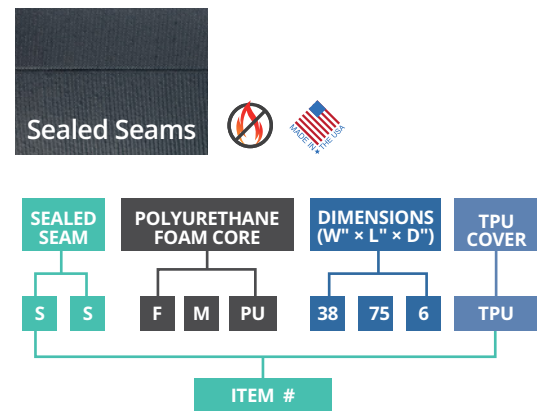 Sealed Seams
MADE IN ★ THE USA
SEALED
SEAM
POLYURETHANE
FOAM CORE
DIMENSIONS
(W" × L" × D")
TPU
COVER
S S F M PU 38 75 6 TPU
ITEM #